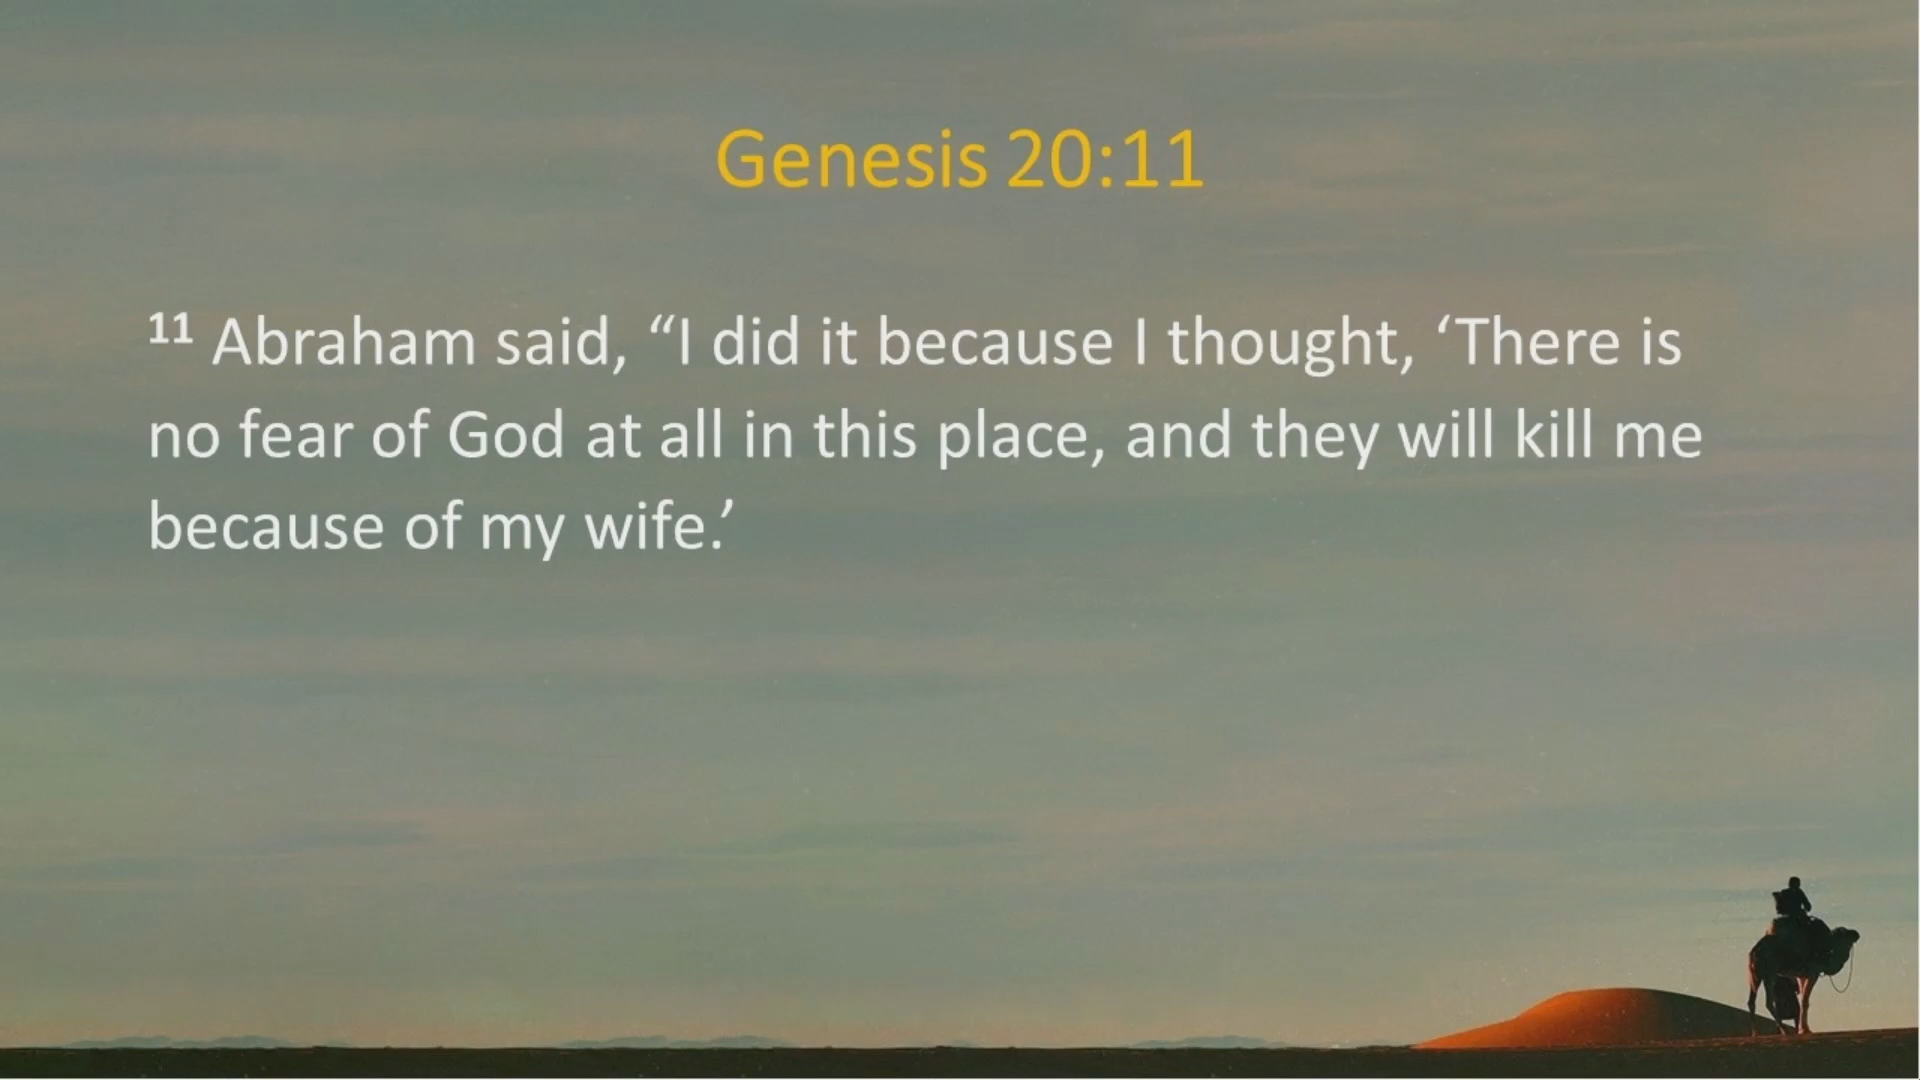 Genesis 20:11
11 Abraham said, “I did it because I thought, ‘There is
no fear of God at all in this place, and they will kill me
because of my wife.’